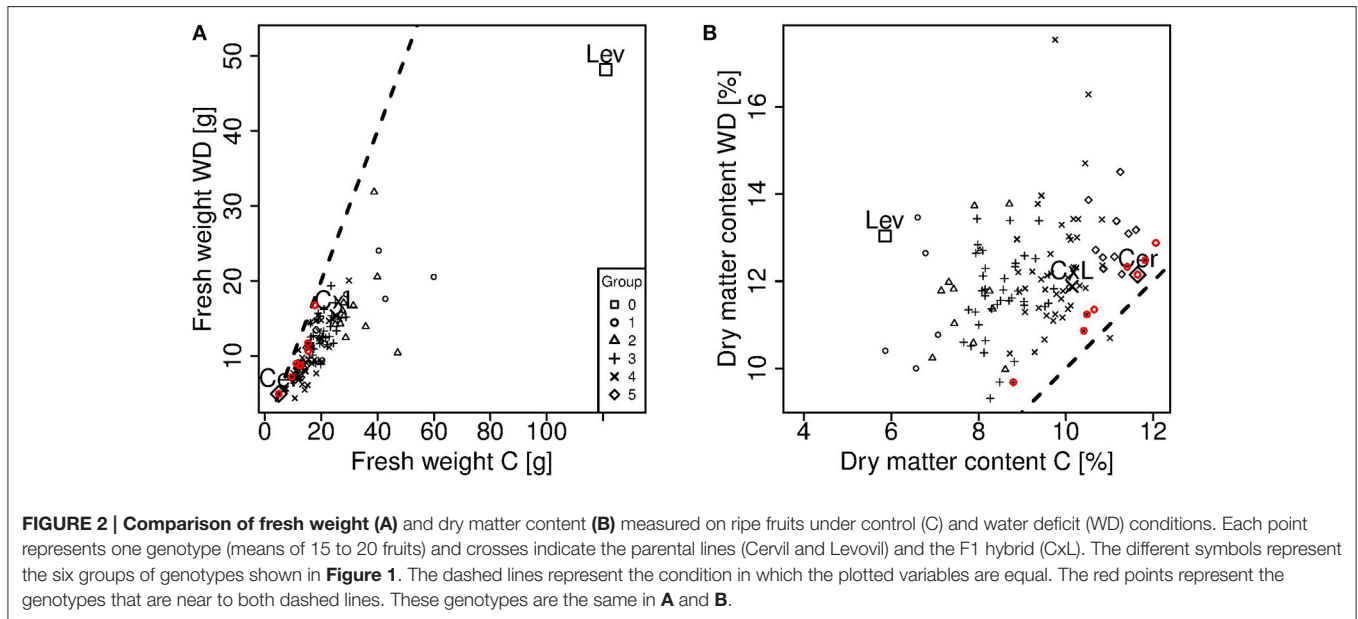 A
Fresh weight WD [g]
50
40
30
20
10
0 20 40 60 80 100
Fresh weight C [g]
Lev
CxL
Cer
Group
0
1
2
3
4
5
B
Dry matter content WD [%]
16
14
12
10
4 6 8 10 12
Dry matter content C [%]
Lev
CxL
Cer
FIGURE 2 | Comparison of fresh weight (A) and dry matter content (B) measured on ripe fruits under control (C) and water deficit (WD) conditions. Each point
represents one genotype (means of 15 to 20 fruits) and crosses indicate the parental lines (Cervil and Levovil) and the F1 hybrid (CxL). The different symbols represent
the six groups of genotypes shown in Figure 1. The dashed lines represent the condition in which the plotted variables are equal. The red points represent the
genotypes that are near to both dashed lines. These genotypes are the same in A and B.